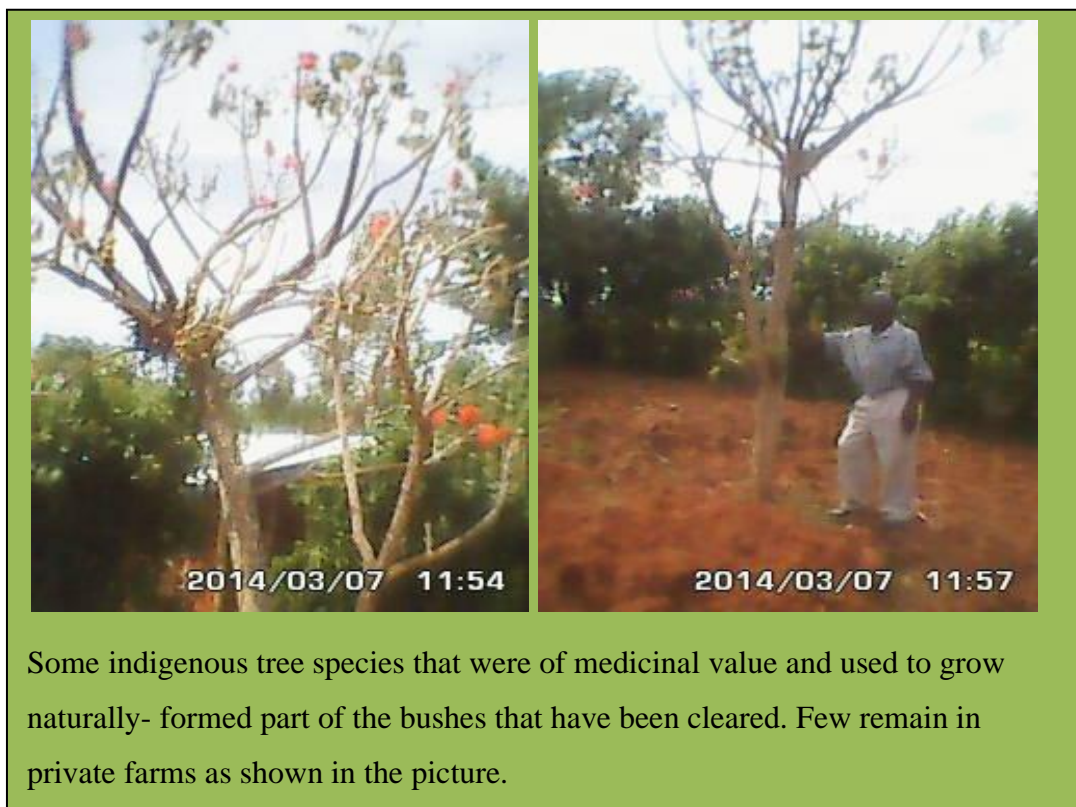 2014/03/07 11:54
2014/03/07 11:57
Some indigenous tree species that were of medicinal value and used to grow
naturally- formed part of the bushes that have been cleared. Few remain in
private farms as shown in the picture.